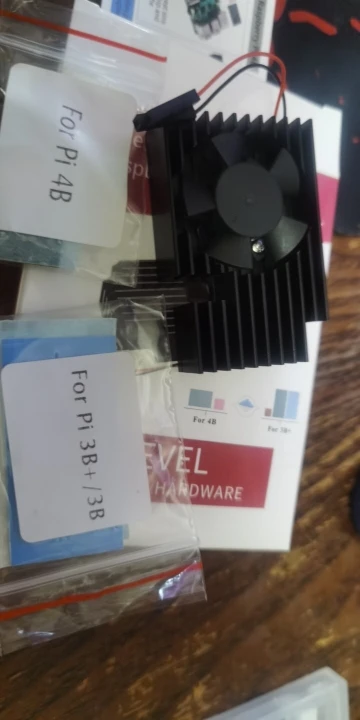 For Pi 4B
For Pi 3B+/3B
For 4B
For 3B+
EVEL
HARDWARE